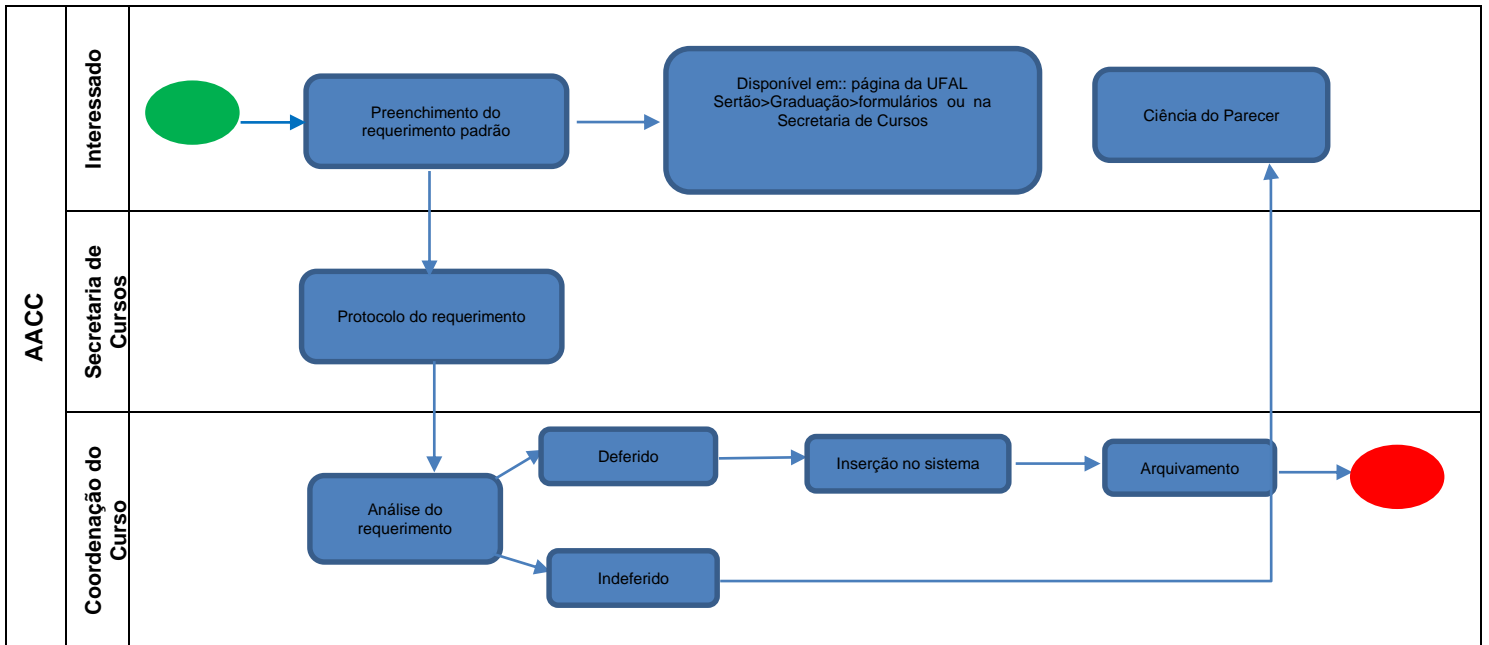 AACC
Interessado
Preenchimento do
requerimento padrão
Disponível em:: página da UFAL
Sertão>Graduação>formulários ou na
Secretaria de Cursos
Ciência do Parecer
Secretaria de
Cursos
Protocolo do requerimento
Coordenação do
Curso
Análise do
requerimento
Deferido
Inserção no sistema
Arquivamento
Indeferido